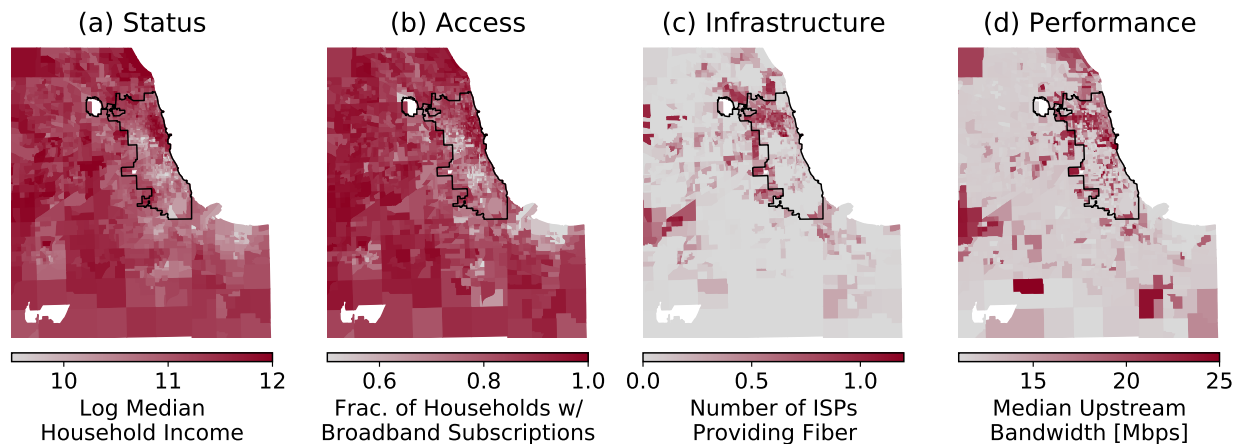 (a) Status
(b) Access
(c) Infrastructure
(d) Performance
10 11 12
0.6 0.8 1.0
0.0 0.5 1.0
15 20 25
Log Median
Household Income
Frac. of Households w/
Broadband Subscriptions
Number of ISPs
Providing Fiber
Median Upstream
Bandwidth [Mbps]